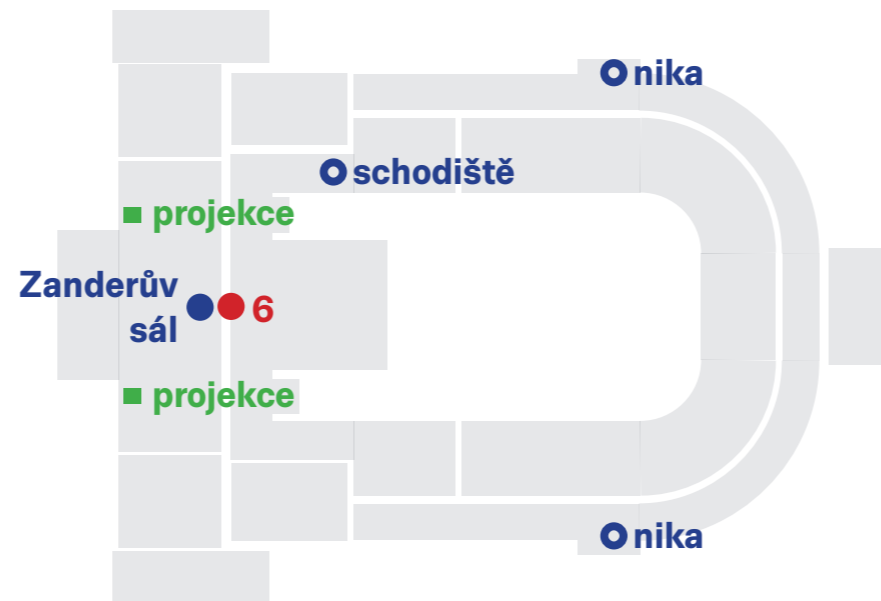 nika
schodiště
projekce
Zanderův
sál
6
projekce
nika